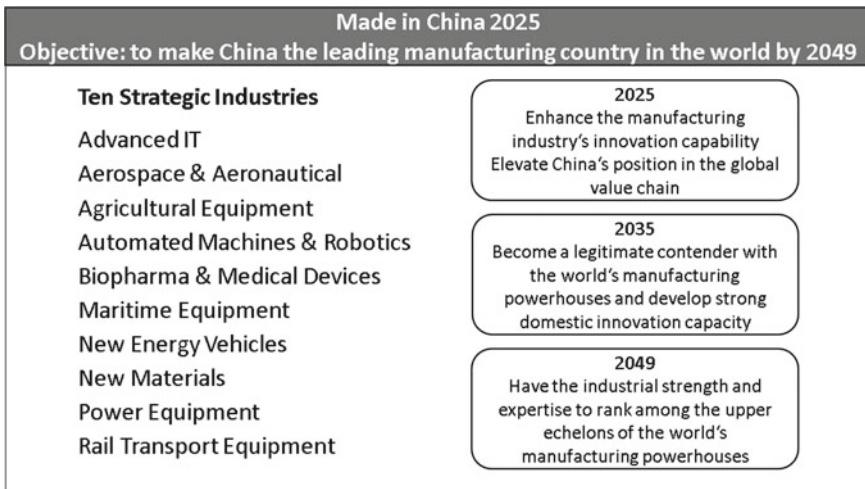 Made in China 2025
Objective: to make China the leading manufacturing country in the world by 2049
Ten Strategic Industries
Advanced IT
Aerospace & Aeronautical
Agricultural Equipment
Automated Machines & Robotics
Biopharma & Medical Devices
Maritime Equipment
New Energy Vehicles
New Materials
Power Equipment
Rail Transport Equipment
2025
Enhance the manufacturing
industry‘s innovation capability
Elevate China‘s position in the global
value chain
2035
Become a legitimate contender with
the world‘s manufacturing
powerhouses and develop strong
domestic innovation capacity
2049
Have the industrial strength and
expertise to rank among the upper
echelons of the world‘s
manufacturing powerhouses